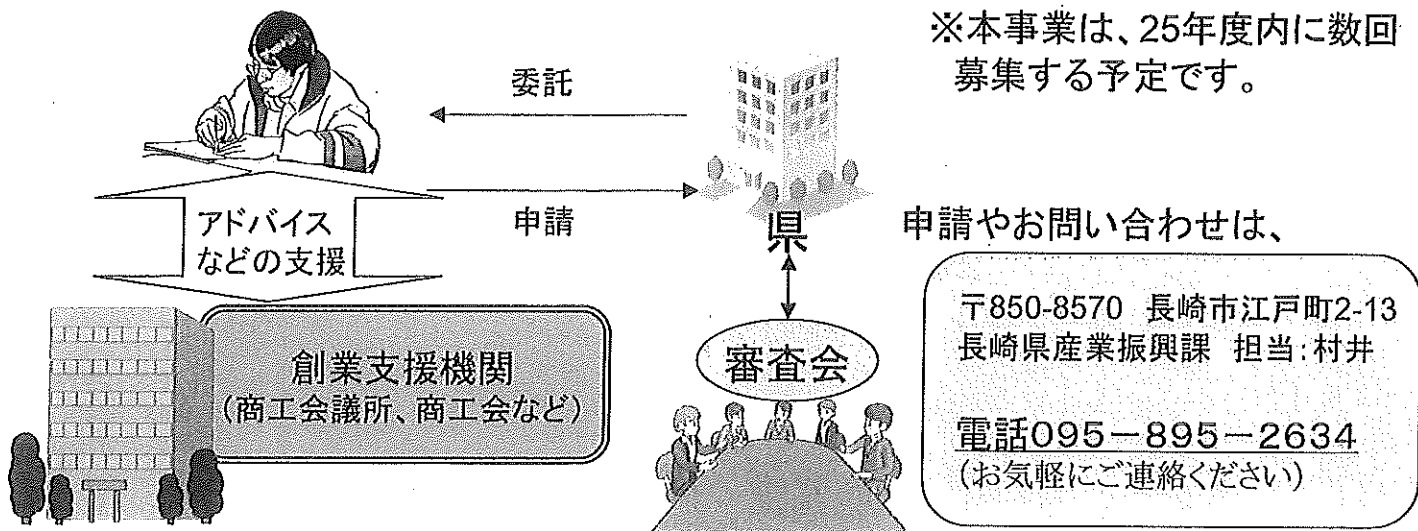 ※本事業は、25年度内に数回
募集する予定です。
委託
申請
アドバイス
などの支援
県
審査会
創業支援機関
(商工会議所、商工会など)
申請やお問い合わせは、
〒850-8570 長崎市江戸町2-13
長崎県産業振興課 担当:村井
電話095－895－2634
(お気軽にご連絡ください)